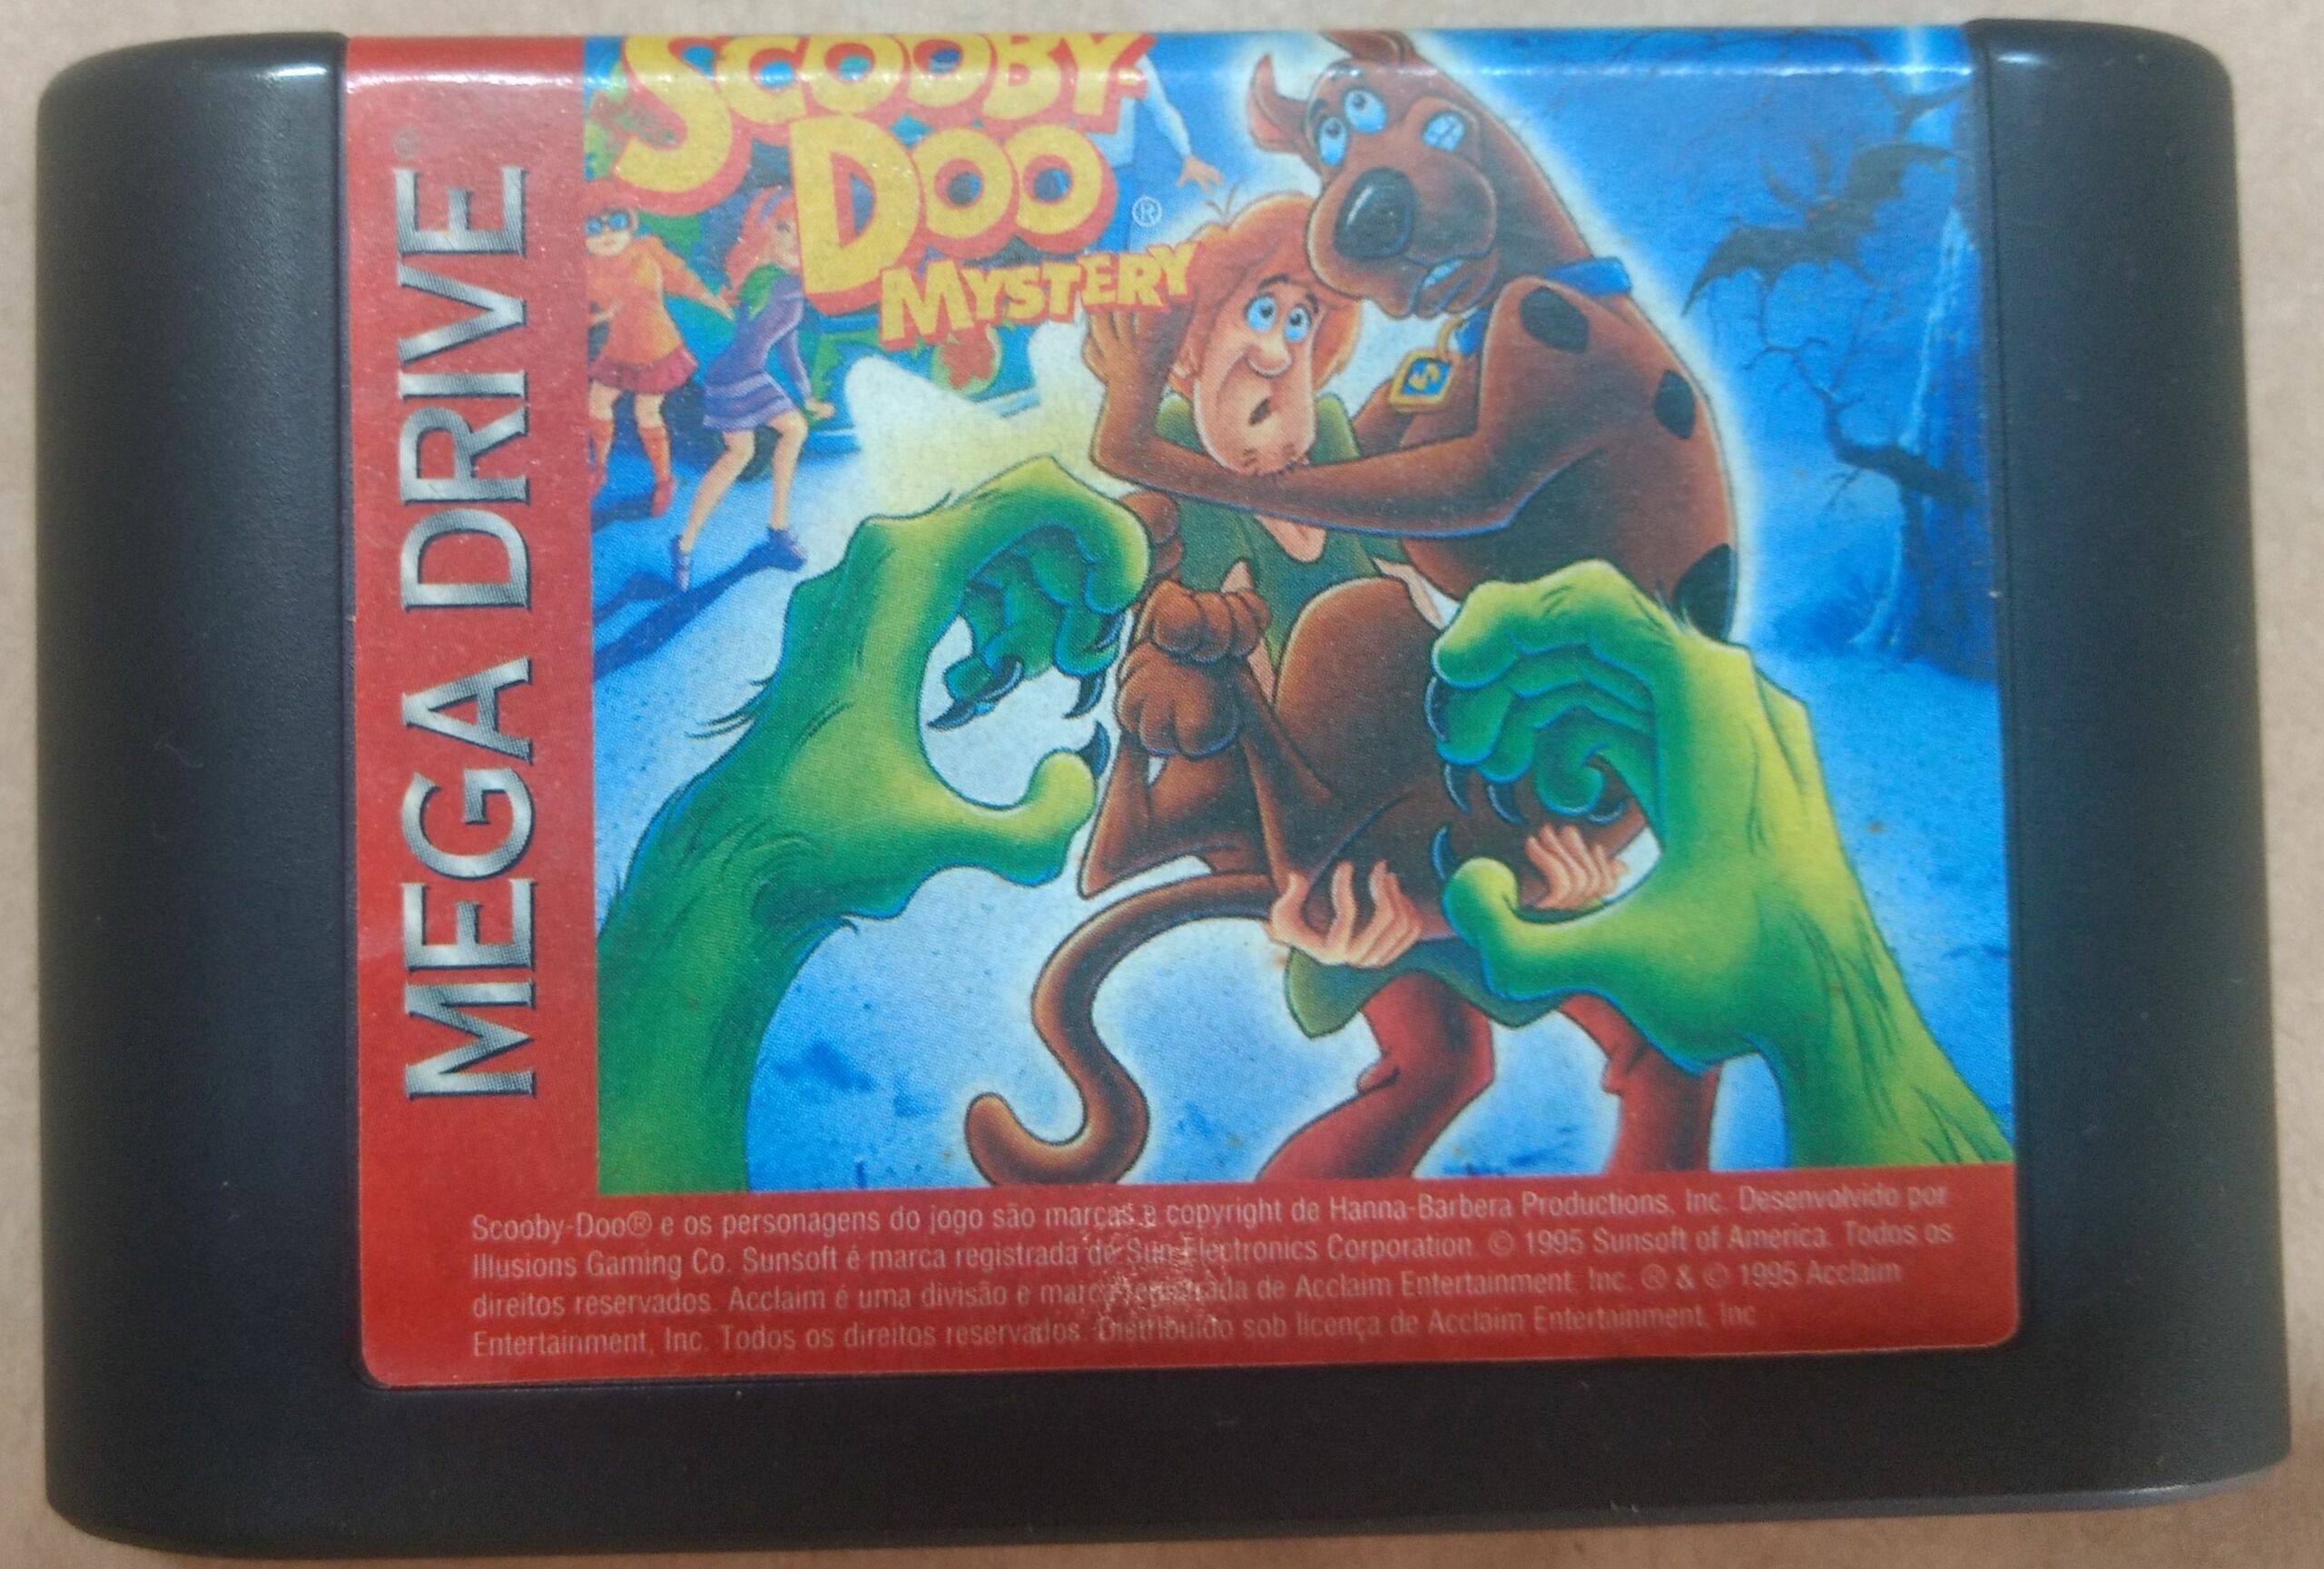 MEGA DRIVE
SCOOBY-
DOO®
MYSTERY
Scooby-Doo® e os personagens do jogo são marcas e copyright de Hanna-Barbera Productions, Inc. Desenvolvido por
Illusions Gaming Co. Sunsoft é marca registrada de Sun Electronics Corporation. © 1995 Sunsoft of America. Todos os
direitos reservados. Acclaim é uma divisão e marca registrada de Acclaim Entertainment, Inc. ® & © 1995 Acclaim
Entertainment, Inc. Todos os direitos reservados. Distribuído sob licença de Acclaim Entertainment, Inc